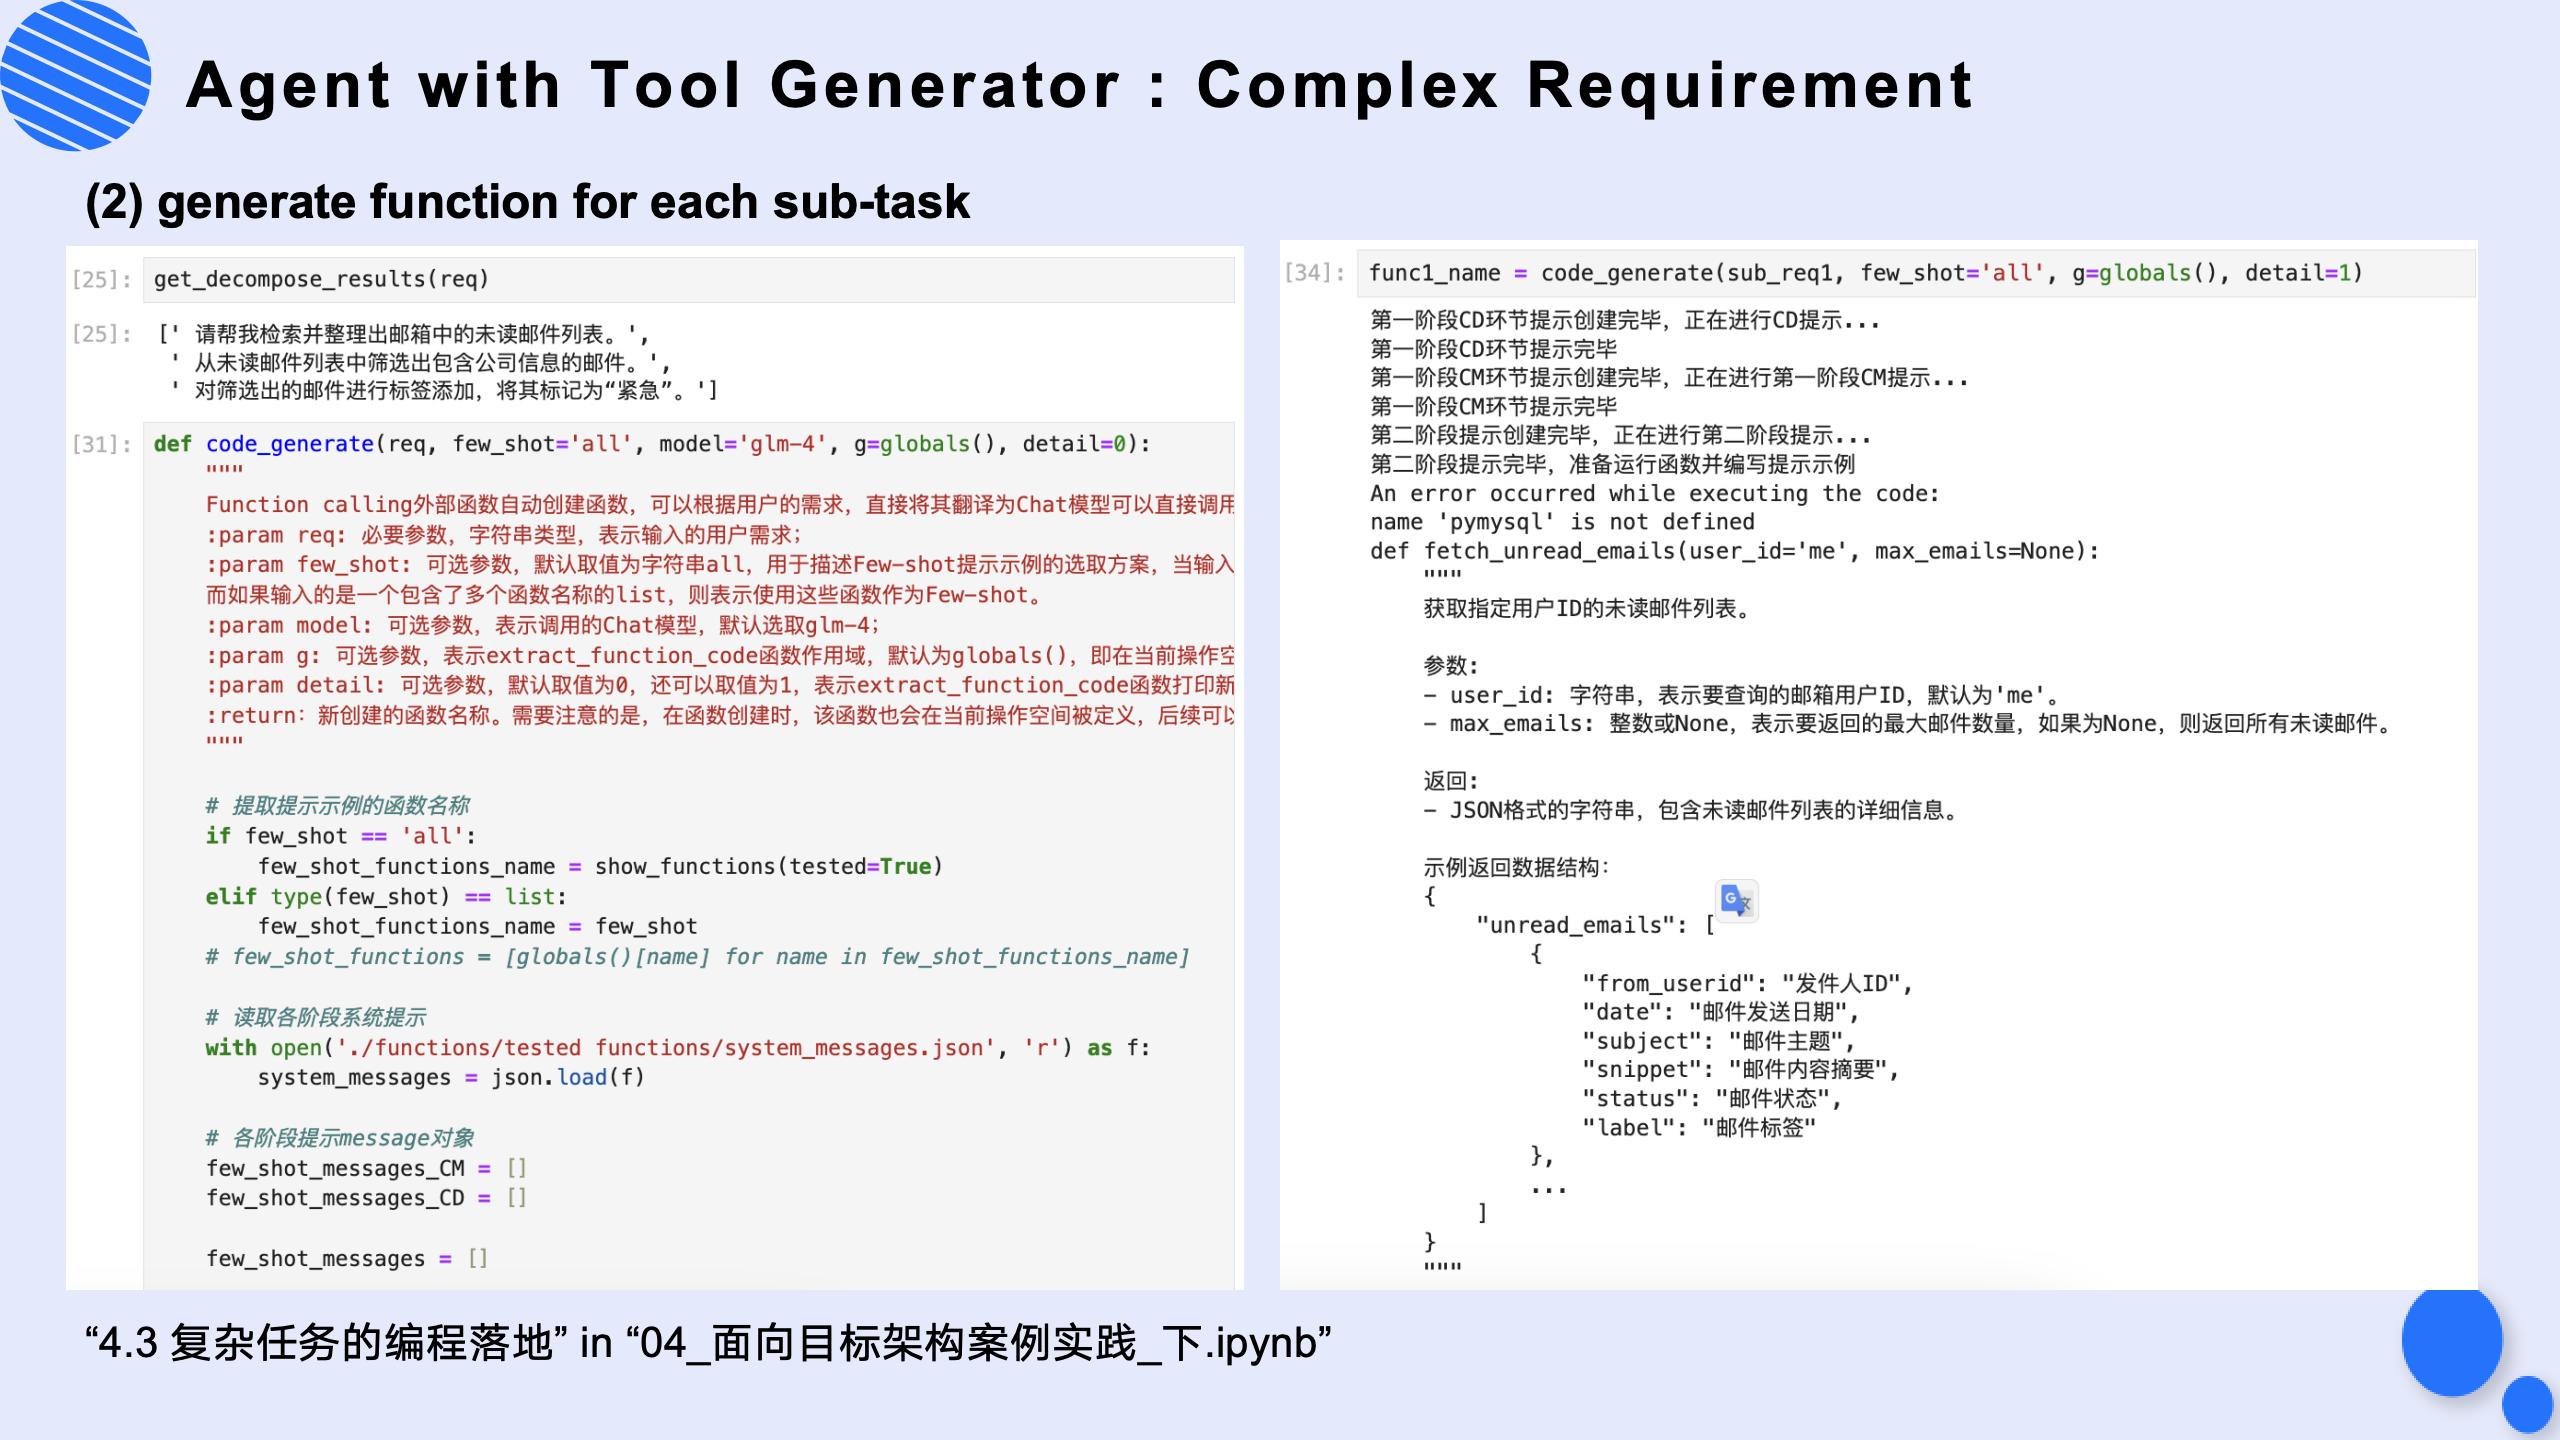 Agent with Tool Generator : Complex Requirement
(2) generate function for each sub-task
[25]: get_decompose_results(req)
[25]: [' 请帮我检索并整理出邮箱中的未读邮件列表。',
' 从未读邮件列表中筛选出包含公司信息的邮件。',
' 对筛选出的邮件进行标签添加，将其标记为“紧急”。']
[31]: def code_generate(req, few_shot='all', model='glm-4', g=globals(), detail=0):
"""
Function calling外部函数自动创建函数，可以根据用户的需求，直接将其翻译为Chat模型可以直接调用
:param req: 必要参数，字符串类型，表示输入的用户需求；
:param few_shot: 可选参数，默认取值为字符串all，用于描述Few-shot提示示例的选取方案，当输入
而如果输入的是一个包含了多个函数名称的list，则表示使用这些函数作为Few-shot。
:param model: 可选参数，表示调用的Chat模型，默认选取glm-4；
:param g: 可选参数，表示extract_function_code函数作用域，默认为globals()，即在当前操作空
:param detail: 可选参数，默认取值为0，还可以取值为1，表示extract_function_code函数打印新
:return：新创建的函数名称。需要注意的是，在函数创建时，该函数也会在当前操作空间被定义，后续可以
"""
# 提取提示示例的函数名称
if few_shot == 'all':
few_shot_functions_name = show_functions(tested=True)
elif type(few_shot) == list:
few_shot_functions_name = few_shot
# few_shot_functions = [globals()[name] for name in few_shot_functions_name]
# 读取各阶段系统提示
with open('./functions/tested functions/system_messages.json', 'r') as f:
system_messages = json.load(f)
# 各阶段提示message对象
few_shot_messages_CM = []
few_shot_messages_CD = []
few_shot_messages = []
[34]: func1_name = code_generate(sub_req1, few_shot='all', g=globals(), detail=1)
第一阶段CD环节提示创建完毕，正在进行CD提示...
第一阶段CD环节提示完毕
第一阶段CM环节提示创建完毕，正在进行第一阶段CM提示...
第一阶段CM环节提示完毕
第二阶段提示创建完毕，正在进行第二阶段提示...
第二阶段提示完毕，准备运行函数并编写提示示例
An error occurred while executing the code:
name 'pymysql' is not defined
def fetch_unread_emails(user_id='me', max_emails=None):
"""
获取指定用户ID的未读邮件列表。
参数:
- user_id: 字符串，表示要查询的邮箱用户ID，默认为'me'。
- max_emails: 整数或None，表示要返回的最大邮件数量，如果为None，则返回所有未读邮件。
返回:
- JSON格式的字符串，包含未读邮件列表的详细信息。
示例返回数据结构：
{
"unread_emails": [
{
"from_userid": "发件人ID",
"date": "邮件发送日期",
"subject": "邮件主题",
"snippet": "邮件内容摘要",
"status": "邮件状态",
"label": "邮件标签"
},
...
]
}
"""
“4.3 复杂任务的编程落地” in “04_面向目标架构案例实践_下.ipynb”